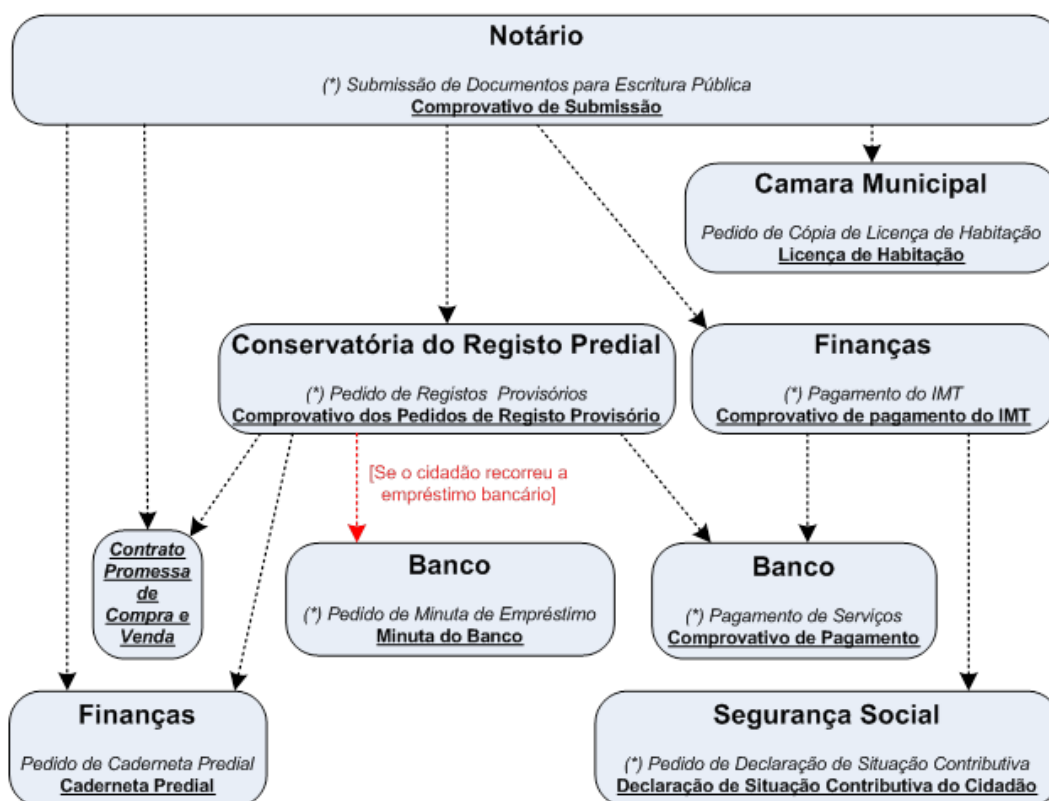 Notário
(*) Submissão de Documentos para Escritura Pública
Comprovativo de Submissão
Camara Municipal
Pedido de Cópia de Licença de Habitação
Licença de Habitação
Conservatória do Registo Predial
(*) Pedido de Registos Provisórios
Comprovativo dos Pedidos de Registo Provisório
Finanças
(*) Pagamento do IMT
Comprovativo de pagamento do IMT
[Se o cidadão recorreu a
empréstimo bancário]
Contrato
Promessa
de
Compra e
Venda
Banco
(*) Pedido de Minuta de Empréstimo
Minuta do Banco
Banco
(*) Pagamento de Serviços
Comprovativo de Pagamento
Finanças
Pedido de Caderneta Predial
Caderneta Predial
Segurança Social
(*) Pedido de Declaração de Situação Contributiva
Declaração de Situação Contributiva do Cidadão